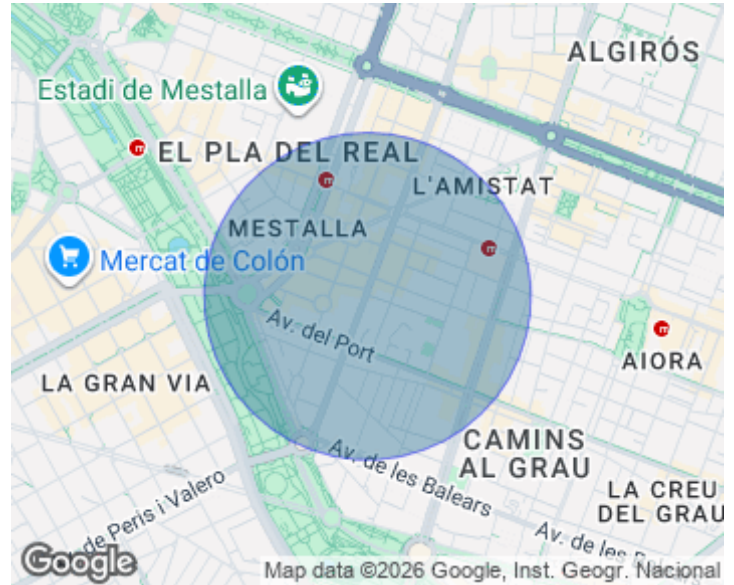 ALGIRÓS
Estadi de Mestalla
EL PLA DEL REAL
L'AMISTAT
MESTALLA
Mercat de Colón
Av. del Port
AIORA
LA GRAN VIA
CAMINS
AL GRAU
Av. de les Balears
LA CREU
DEL GRAU
de Peris i Valero
Av. de les
Google
Map data ©2026 Google, Inst. Geogr. Nacional